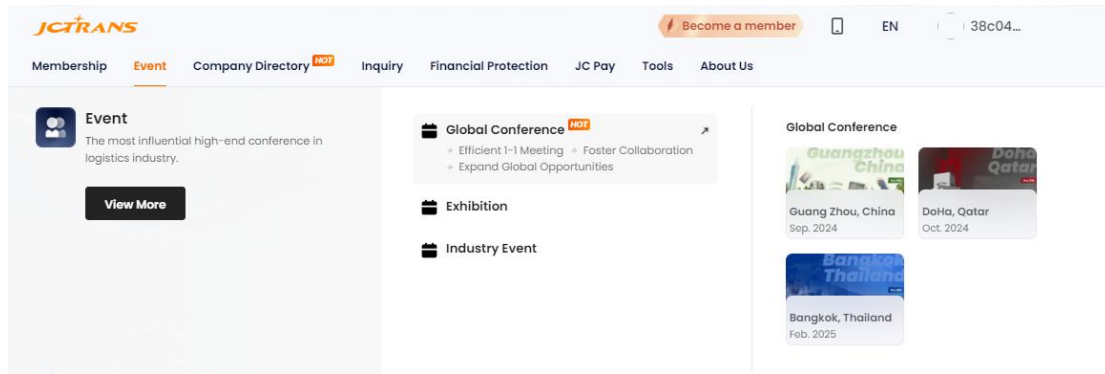 JCTRANS
Become a member
EN
38c04...
Membership Event Company Directory HOT Inquiry Financial Protection JC Pay Tools About Us
Event
The most influential high-end conference in
logistics industry.
View More
Global Conference HOT
+ Efficient 1-1 Meeting + Foster Collaboration
+ Expand Global Opportunities
Exhibition
Industry Event
Global Conference
Guangzhou
China
Guang Zhou, China
Sep. 2024
Doha
Qatar
DoHa, Qatar
Oct. 2024
Bangkok
Thailand
Bangkok, Thailand
Feb. 2025